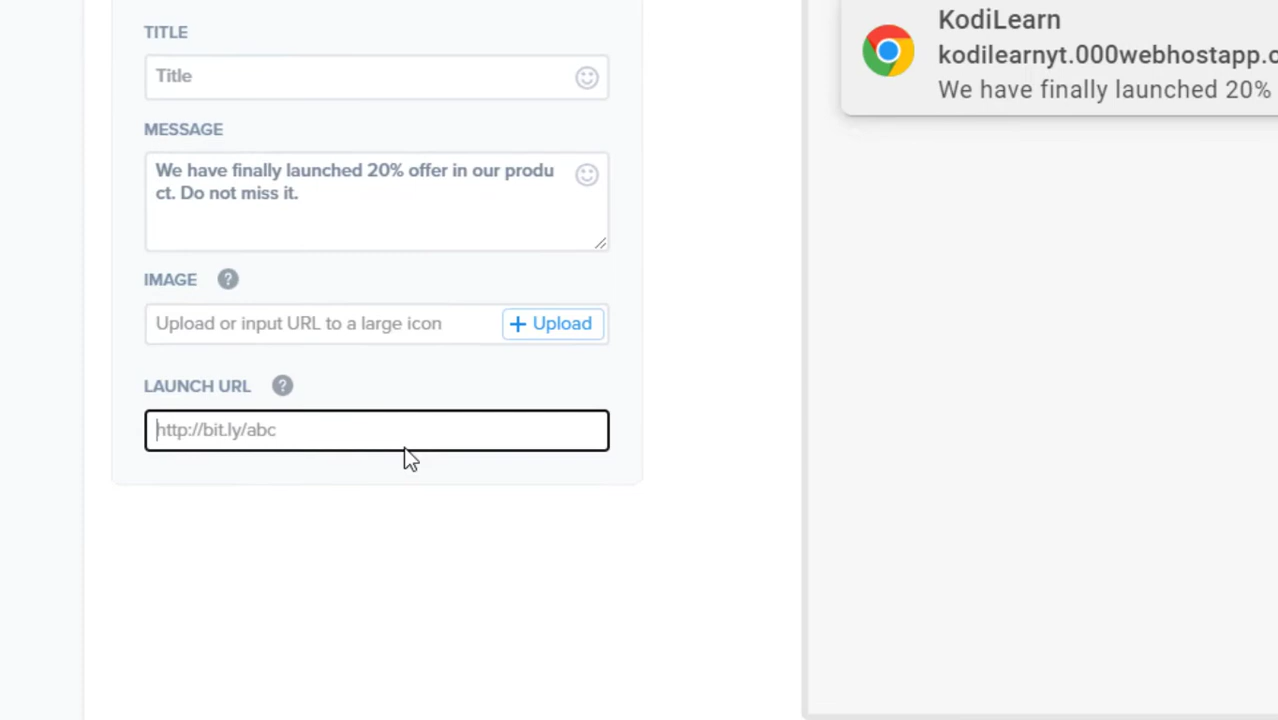 TITLE
Title
MESSAGE
We have finally launched 20% offer in our produ
ct. Do not miss it.
IMAGE ?
Upload or input URL to a large icon
+ Upload
LAUNCH URL ?
http://bit.ly/abc
KodiLearn
kodilearnyt.000webhostapp.c
We have finally launched 20%